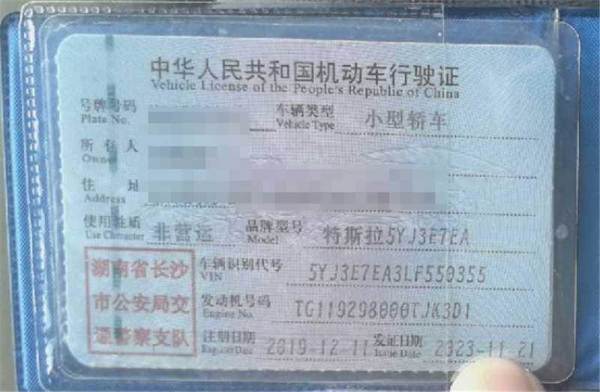 中华人民共和国机动车行驶证
Vehicle License of the People's Republic of China
号牌号码 车辆类型 小型轿车
Plate No. Vehicle Type
所有人
Owner
住址
Address
使用性质 非营运 品牌型号 特斯拉5YJ3E7EA
Use Character Model
湖南省长沙
市公安局交
通警察支队
车辆识别代号 5YJ3E7EA3LF559355
VIN
发动机号码 TG119298000TJK3D1
Engine No.
注册日期 2019-12-11 发证日期 2023-11-21
Register Date Issue Date